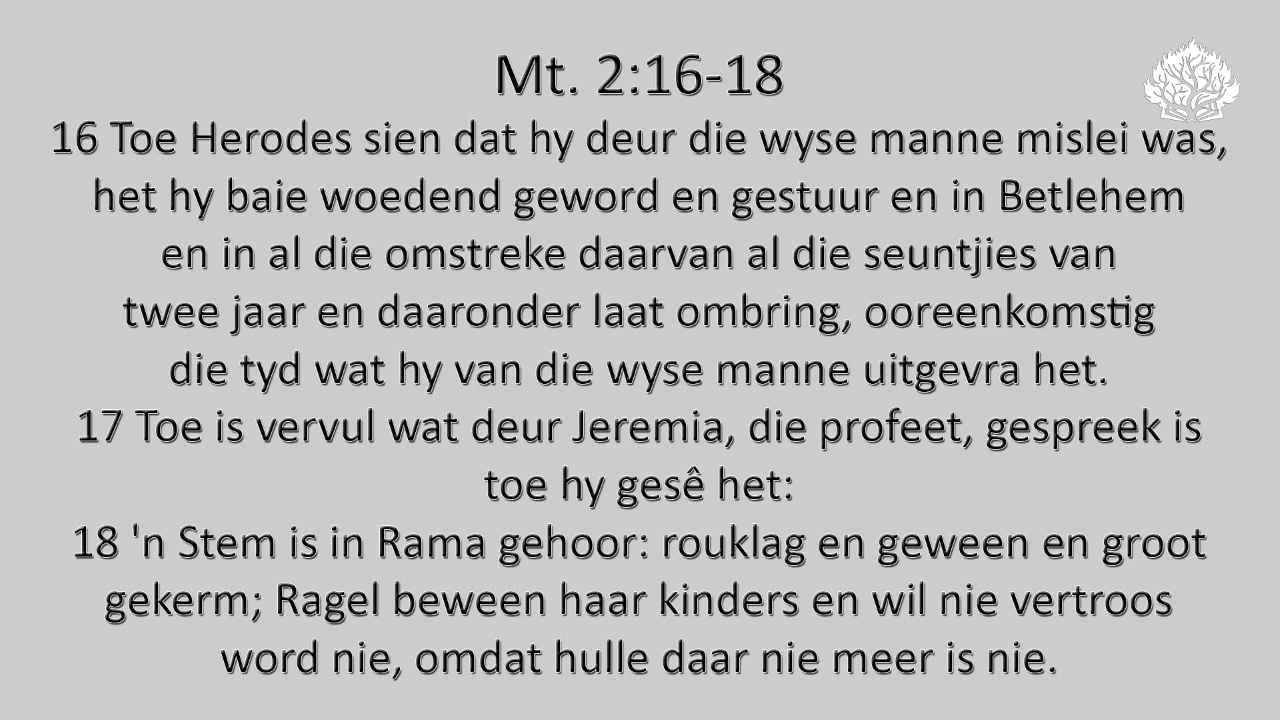 Mt. 2:16-18
16 Toe Herodes sien dat hy deur die wyse manne mislei was,
het hy baie woedend geword en gestuur en in Betlehem
en in al die omstreke daarvan al die seuntjies van
twee jaar en daaronder laat ombring, ooreenkomstig
die tyd wat hy van die wyse manne uitgevra het.
17 Toe is vervul wat deur Jeremia, die profeet, gespreek is
toe hy gesê het:
18 'n Stem is in Rama gehoor: rouklag en geween en groot
gekerm; Ragel beween haar kinders en wil nie vertroos
word nie, omdat hulle daar nie meer is nie.